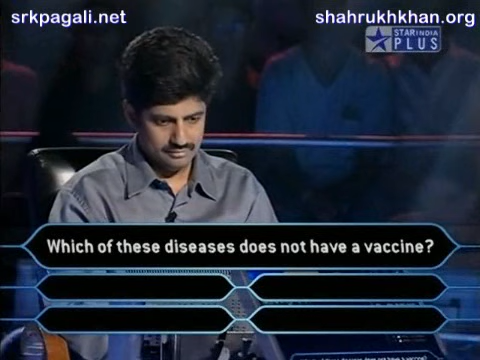 srkpagali.net
shahrukhkhan.org
STAR INDIA
PLUS
Which of these diseases does not have a vaccine?